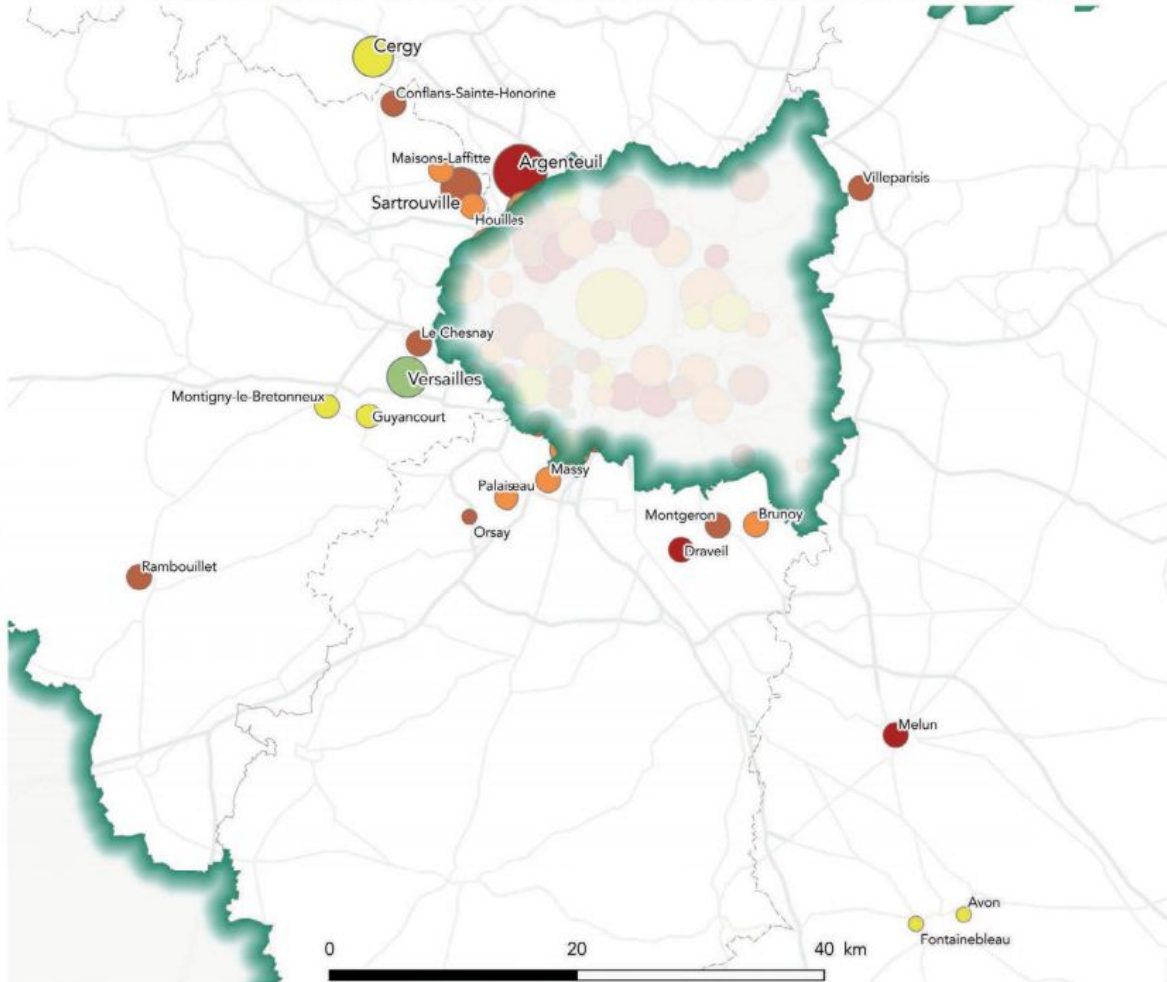 Cergy
Conflans-Sainte-Honorine
Maisons-Laffitte
Argenteuil
Villeparisis
Sartrouville
Houilles
Le Chesnay
Versailles
Montigny-le-Bretonneux
Guyancourt
Massy
Palaiseau
Orsay
Montgeron
Brunoy
Draveil
Rambouillet
Melun
Avon
Fontainebleau
0 20 40 km